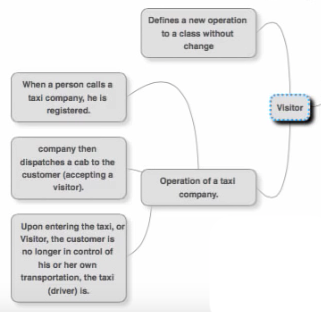 Defines a new operation
to a class without
change
Visitor
When a person calls a
taxi company, he is
registered.
company then
dispatches a cab to the
customer (accepting a
visitor).
Operation of a taxi
company.
Upon entering the taxi, or
Visitor, the customer is
no longer in control of
his or her own
transportation, the taxi
(driver) is.